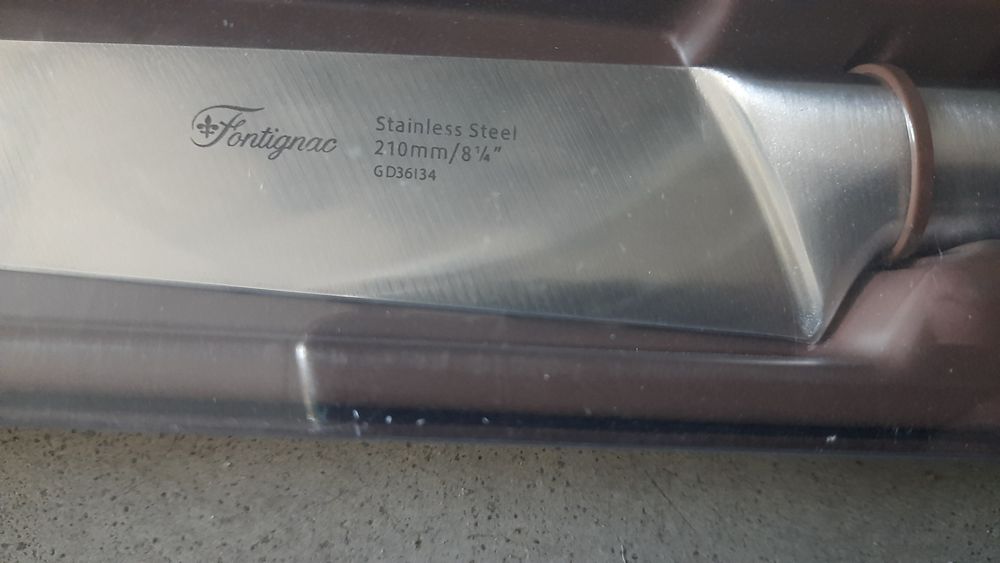 Fontignac
Stainless Steel
210mm/8¼"
GD36134